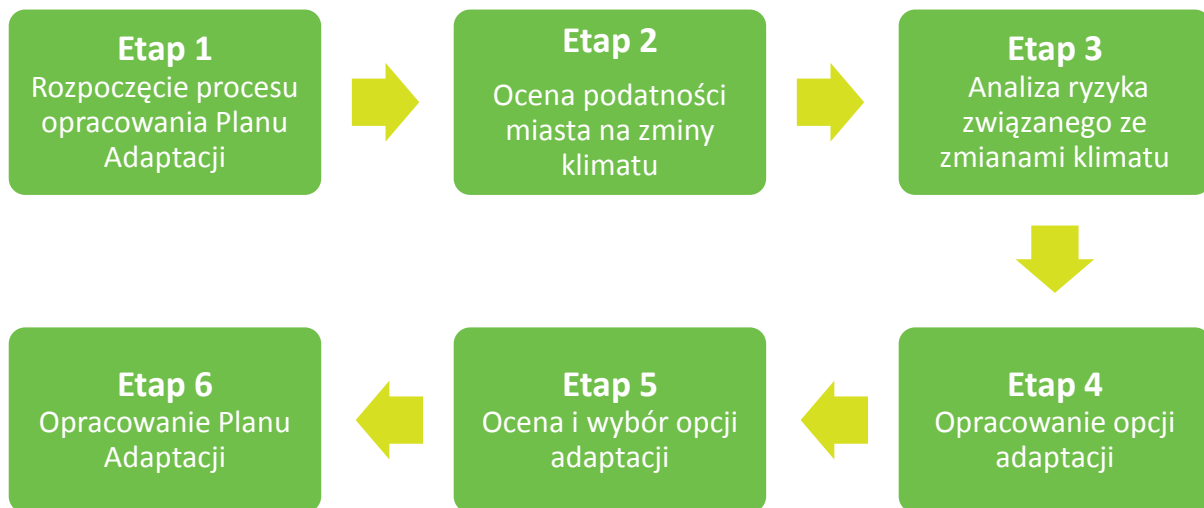 Etap 1
Rozpoczęcie procesu
opracowania Planu
Adaptacji
Etap 2
Ocena podatności
miasta na zminy
klimatu
Etap 3
Analiza ryzyka
związanego ze
zmianami klimatu
Etap 4
Opracowanie opcji
adaptacji
Etap 5
Ocena i wybór opcji
adaptacji
Etap 6
Opracowanie Planu
Adaptacji